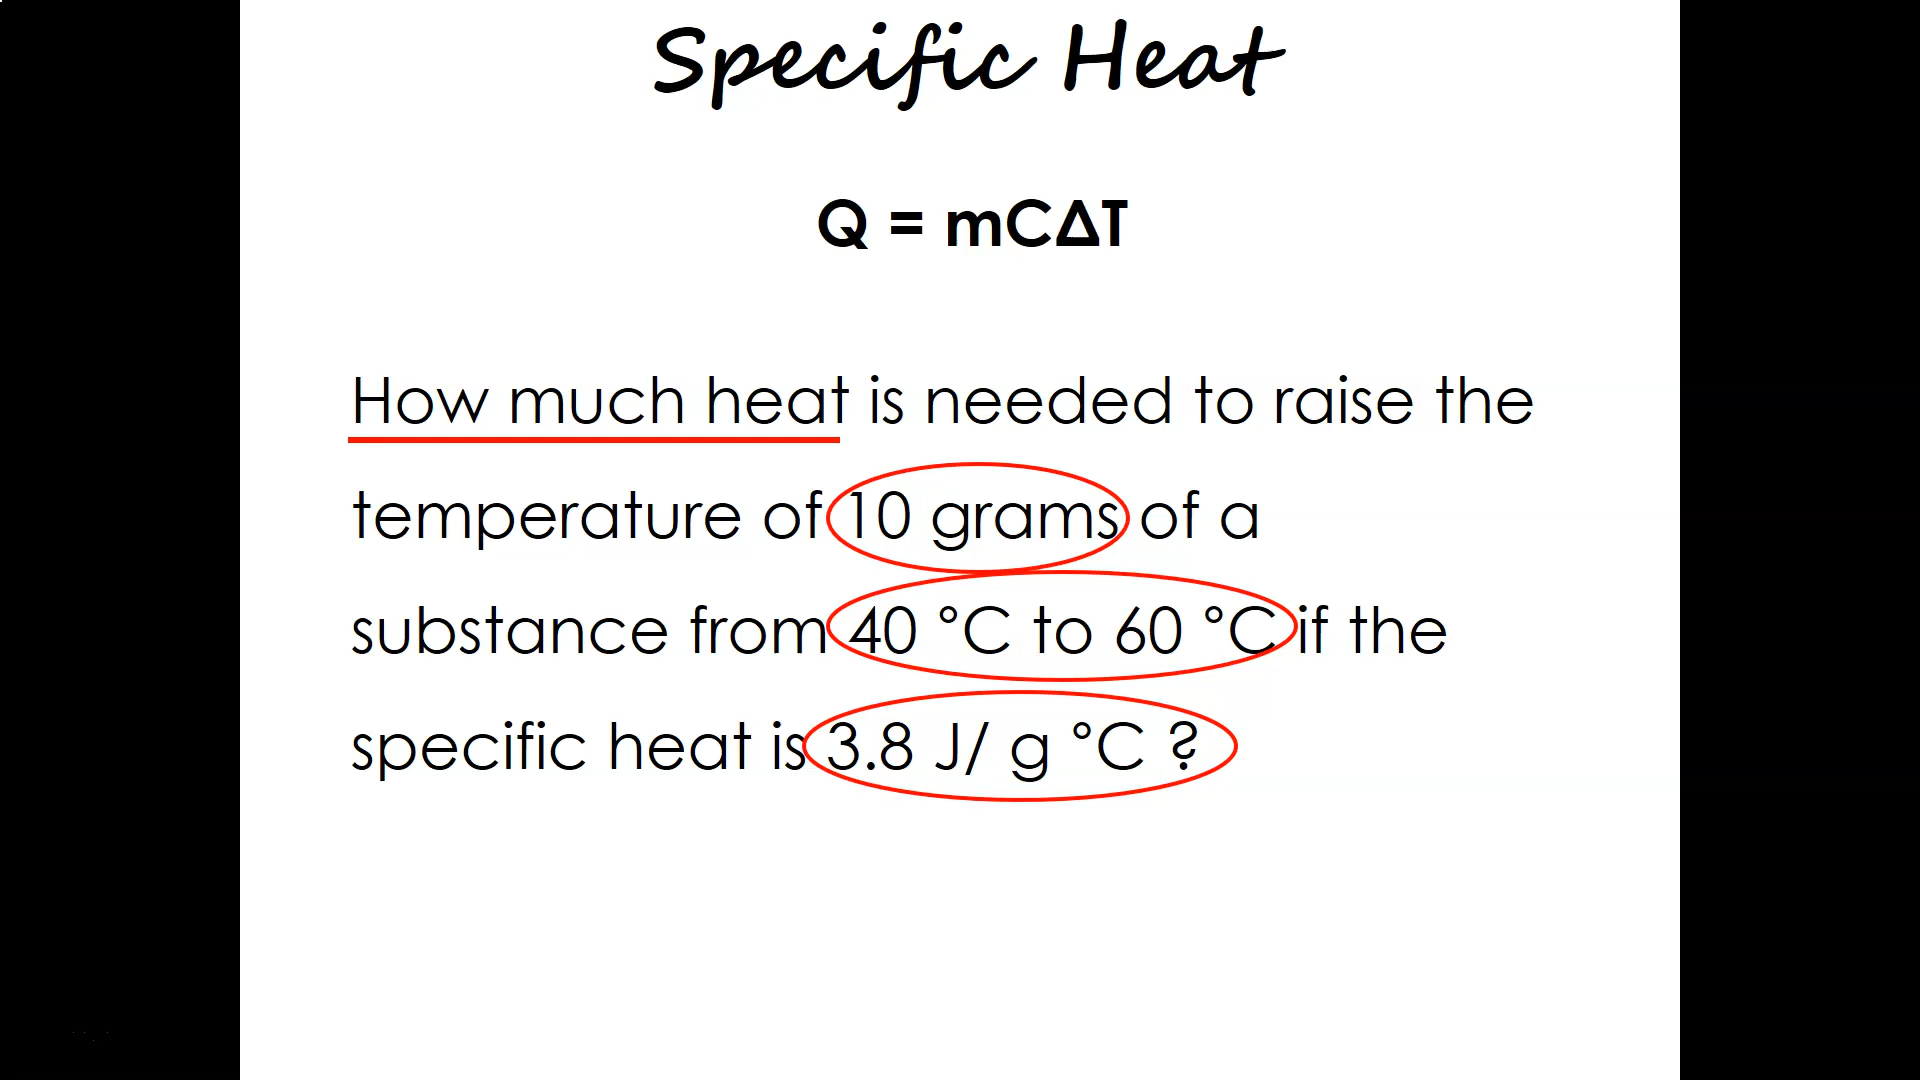 Specific Heat
Q = mCΔT
How much heat is needed to raise the
temperature of 10 grams of a
substance from 40 °C to 60 °C if the
specific heat is 3.8 J/ g °C ?